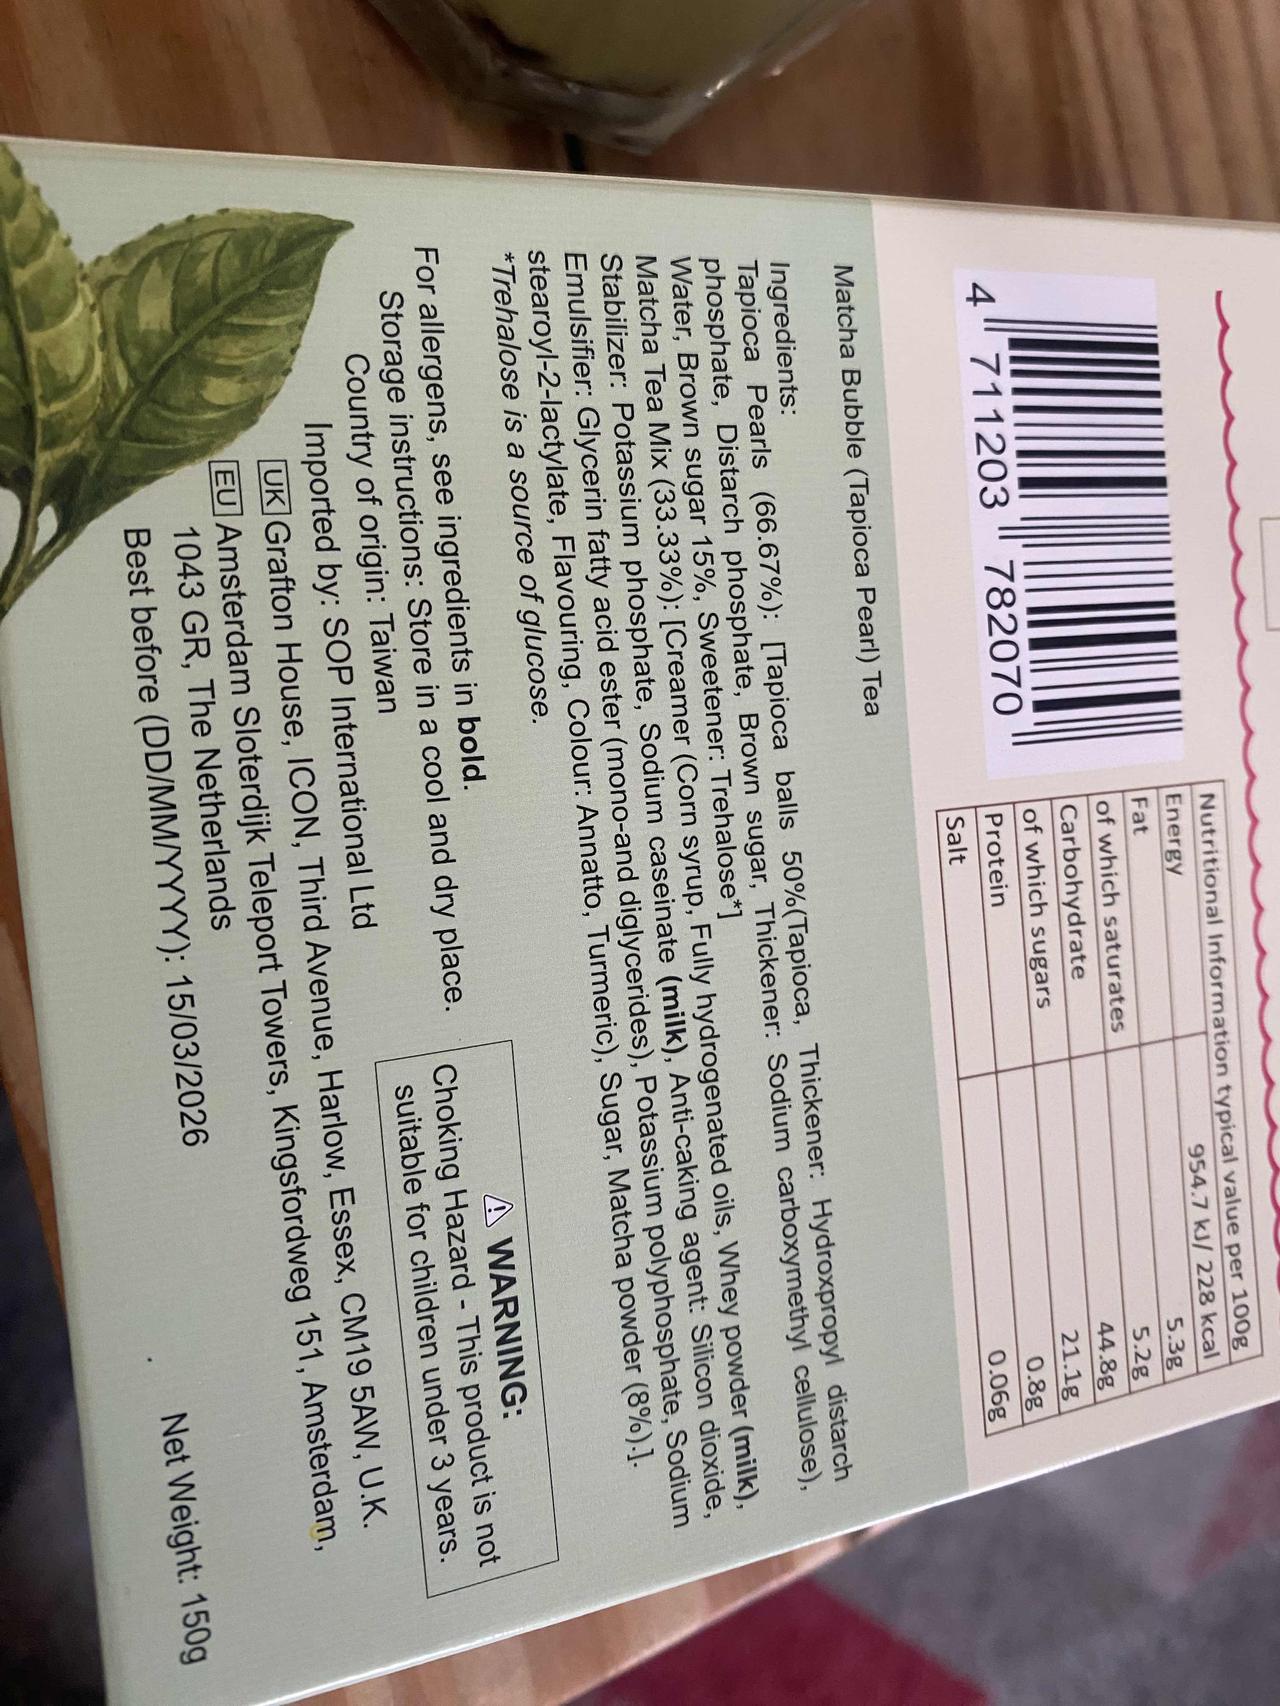 4 711203 782070
Nutritional Information typical value per 100g
Energy 954.7 kJ/ 228 kcal
Fat 5.3g
of which saturates 5.2g
Carbohydrate 44.8g
of which sugars 21.1g
Protein 0.8g
Salt 0.06g
Matcha Bubble (Tapioca Pearl) Tea
Ingredients:
Tapioca Pearls (66.67%): [Tapioca balls 50%(Tapioca, Thickener: Hydroxpropyl distarch
phosphate, Distarch phosphate, Brown sugar, Thickener: Sodium carboxymethyl cellulose),
Water, Brown sugar 15%, Sweetener: Trehalose*]
Matcha Tea Mix (33.33%): [Creamer (Corn syrup, Fully hydrogenated oils, Whey powder (milk),
Stabilizer: Potassium phosphate, Sodium caseinate (milk), Anti-caking agent: Silicon dioxide,
Emulsifier: Glycerin fatty acid ester (mono-and diglycerides), Potassium polyphosphate, Sodium
stearoyl-2-lactylate, Flavouring, Colour: Annatto, Turmeric), Sugar, Matcha powder (8%).].
*Trehalose is a source of glucose.
For allergens, see ingredients in bold.
Storage instructions: Store in a cool and dry place.
Country of origin: Taiwan
Imported by: SOP International Ltd
UK Grafton House, ICON, Third Avenue, Harlow, Essex, CM19 5AW, U.K.
EU Amsterdam Sloterdijk Teleport Towers, Kingsfordweg 151, Amsterdam,
1043 GR, The Netherlands
Best before (DD/MM/YYYY): 15/03/2026
⚠ WARNING:
Choking Hazard - This product is not
suitable for children under 3 years.
Net Weight: 150g